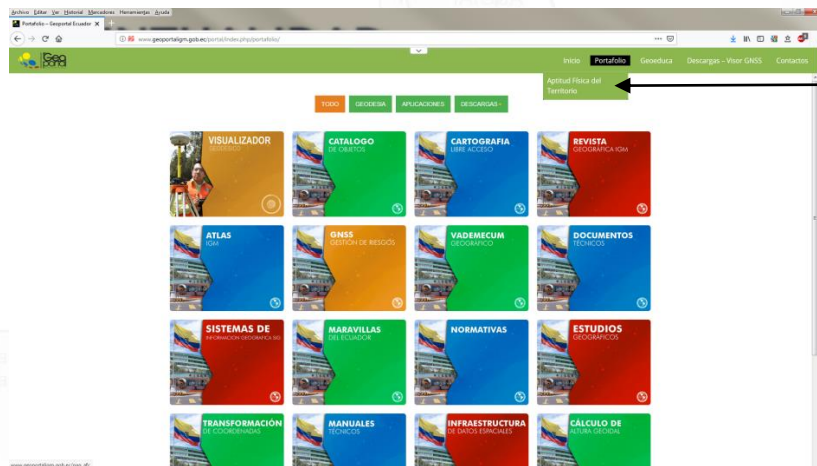 Archivo Editar Ver Historial Marcadores Herramientas Ayuda
Portafolio – Geoportal Ecuador
www.geoportaligm.gob.ec/portal/index.php/portafolio/
Geo
portal
Inicio Portafolio Geoeduca Descargas – Visor GNSS Contactos
Aptitud Física del
Territorio
TODO GEODESIA APLICACIONES DESCARGAS
VISUALIZADOR
GEODÉSICO
CATALOGO
DE OBJETOS
CARTOGRAFIA
LIBRE ACCESO
REVISTA
GEOGRÁFICA IGM
ATLAS
IGM
GNSS
GESTIÓN DE RIESGOS
VADEMECUM
GEOGRÁFICO
DOCUMENTOS
TÉCNICOS
SISTEMAS DE
INFORMACION GEOGRAFICA SIG
MARAVILLAS
DEL ECUADOR
NORMATIVAS
ESTUDIOS
GEOGRÁFICOS
TRANSFORMACIÓN
DE COORDENADAS
MANUALES
TÉCNICOS
INFRAESTRUCTURA
DE DATOS ESPACIALES
CÁLCULO DE
ALTURA GEOIDAL